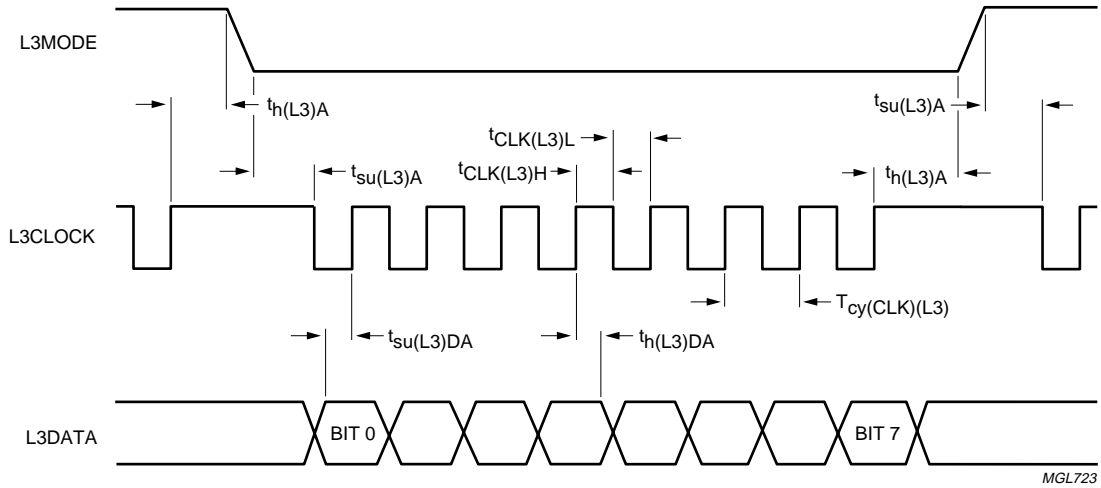 L3MODE
th(L3)A
tsu(L3)A
tCLK(L3)L
tsu(L3)A
tCLK(L3)H
th(L3)A
L3CLOCK
Tcy(CLK)(L3)
tsu(L3)DA
th(L3)DA
L3DATA
BIT 0
BIT 7
MGL723